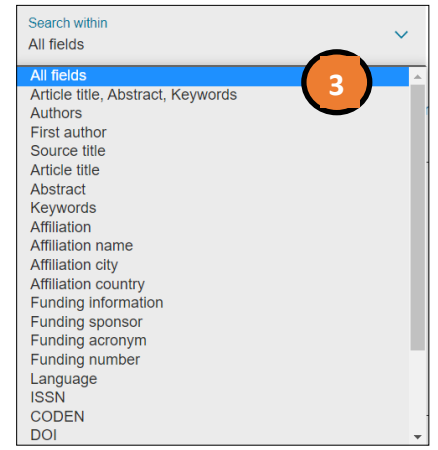 Search within
All fields
All fields
3
Article title, Abstract, Keywords
Authors
First author
Source title
Article title
Abstract
Keywords
Affiliation
Affiliation name
Affiliation city
Affiliation country
Funding information
Funding sponsor
Funding acronym
Funding number
Language
ISSN
CODEN
DOI